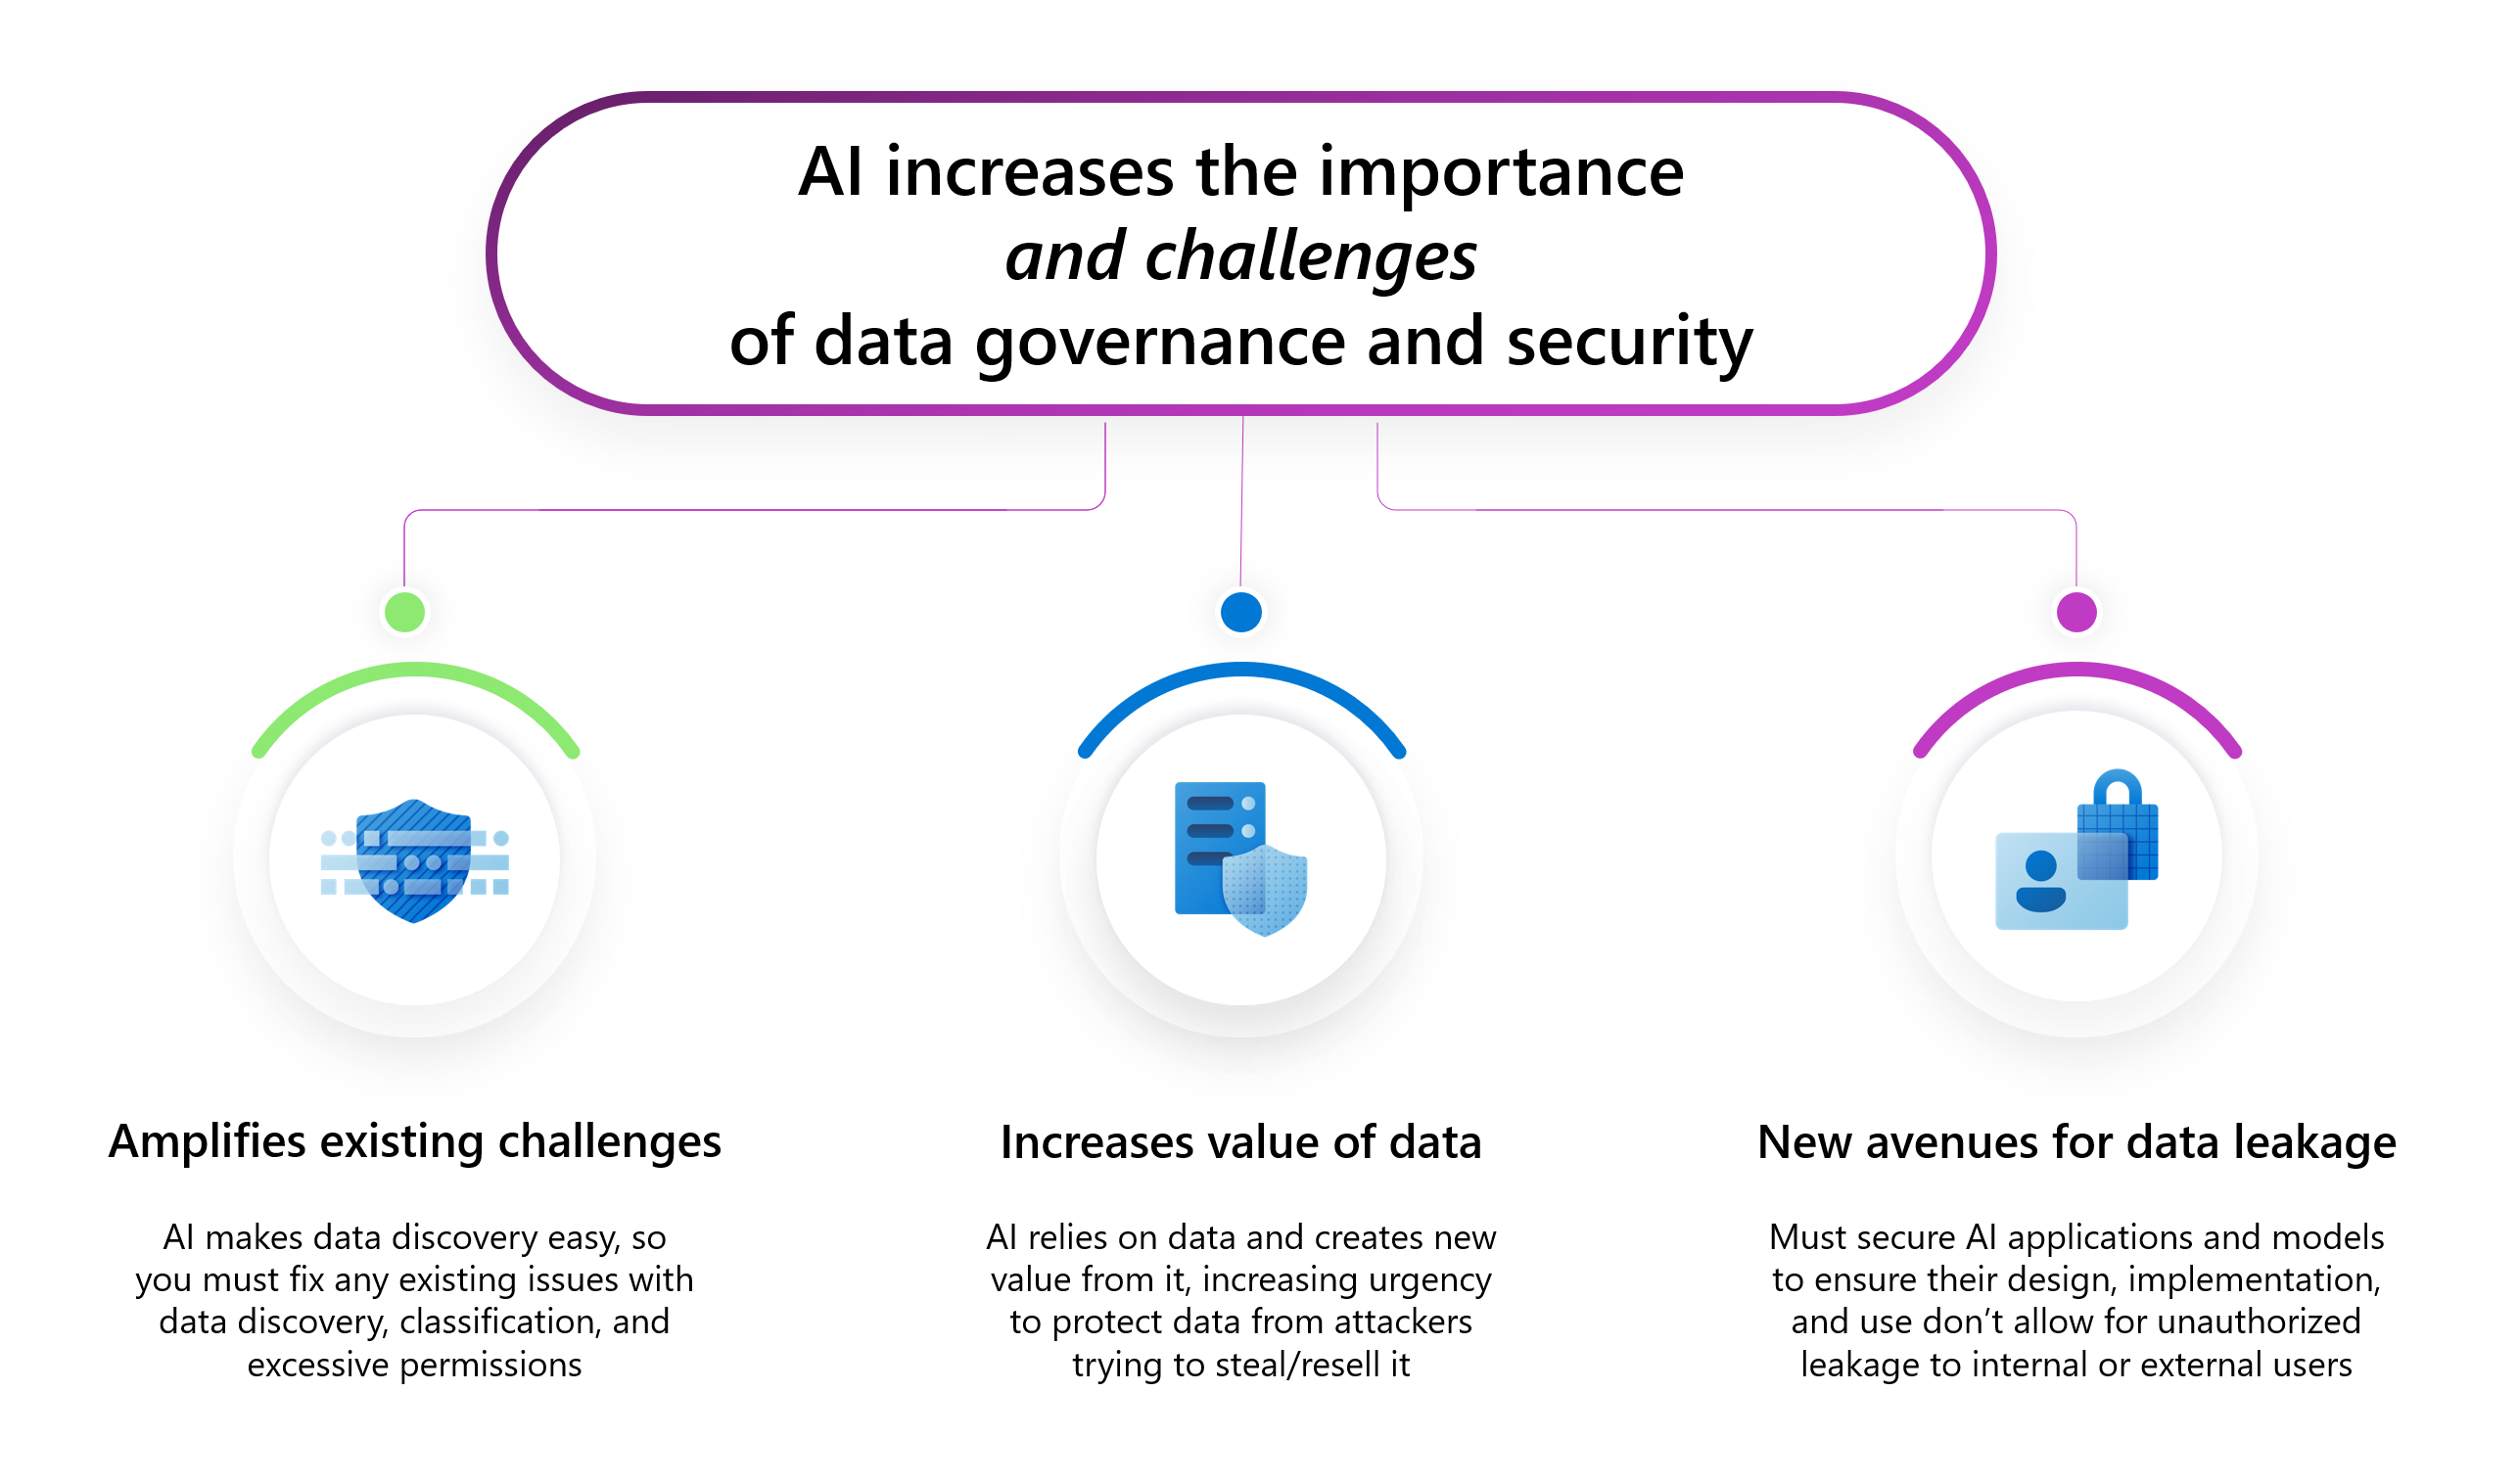 AI increases the importance
and challenges
of data governance and security
Amplifies existing challenges
AI makes data discovery easy, so
you must fix any existing issues with
data discovery, classification, and
excessive permissions
Increases value of data
AI relies on data and creates new
value from it, increasing urgency
to protect data from attackers
trying to steal/resell it
New avenues for data leakage
Must secure AI applications and models
to ensure their design, implementation,
and use don’t allow for unauthorized
leakage to internal or external users